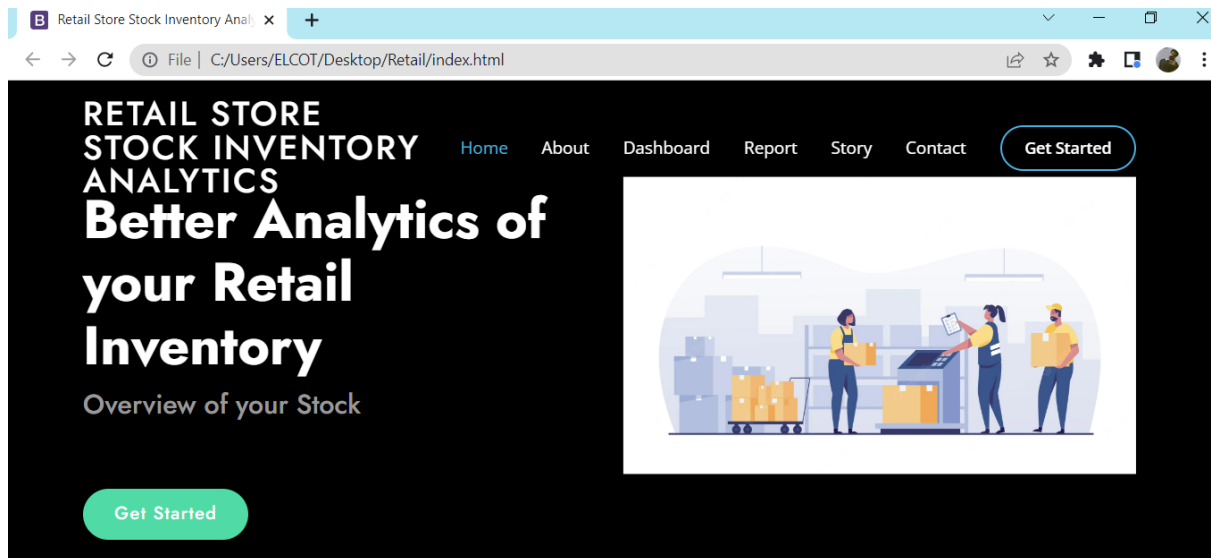 B Retail Store Stock Inventory Analy
File | C:/Users/ELCOT/Desktop/Retail/index.html
RETAIL STORE
STOCK INVENTORY
ANALYTICS
Home About Dashboard Report Story Contact Get Started
Better Analytics of
your Retail
Inventory
Overview of your Stock
Get Started